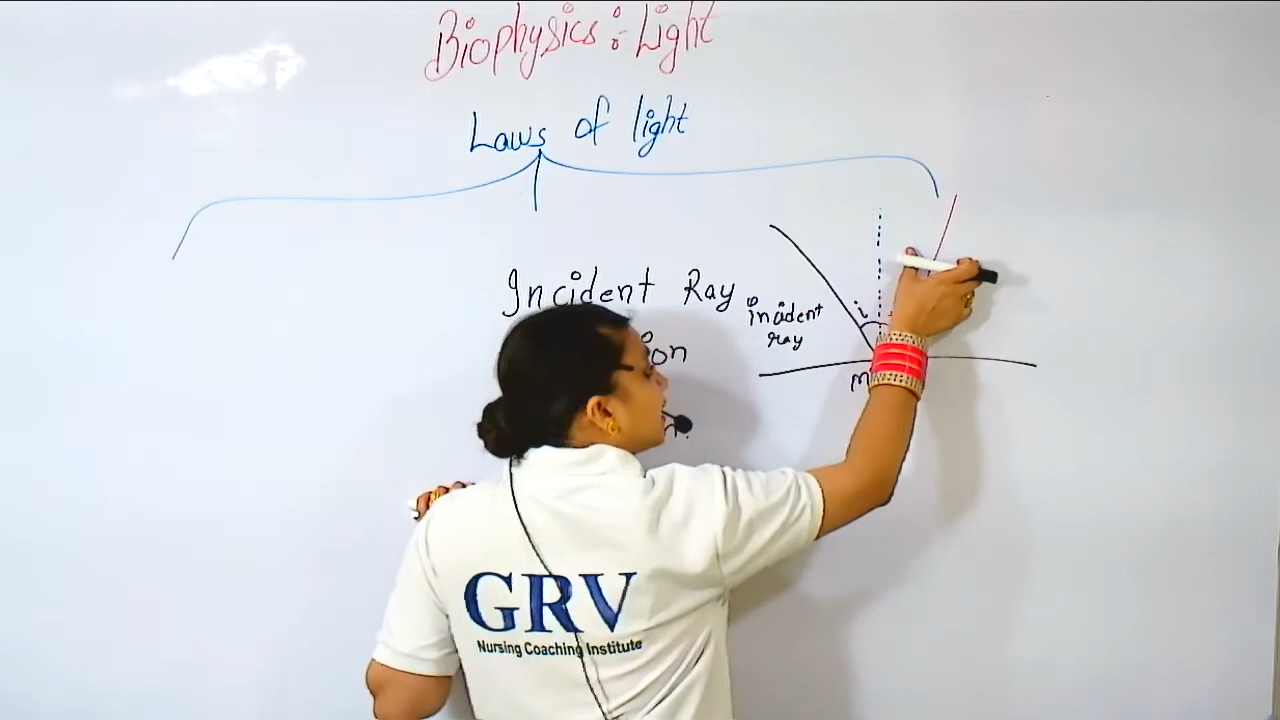 Biophysics : Light
Laws of light
Incident Ray
incident
ray
i
GRV
Nursing Coaching Institute